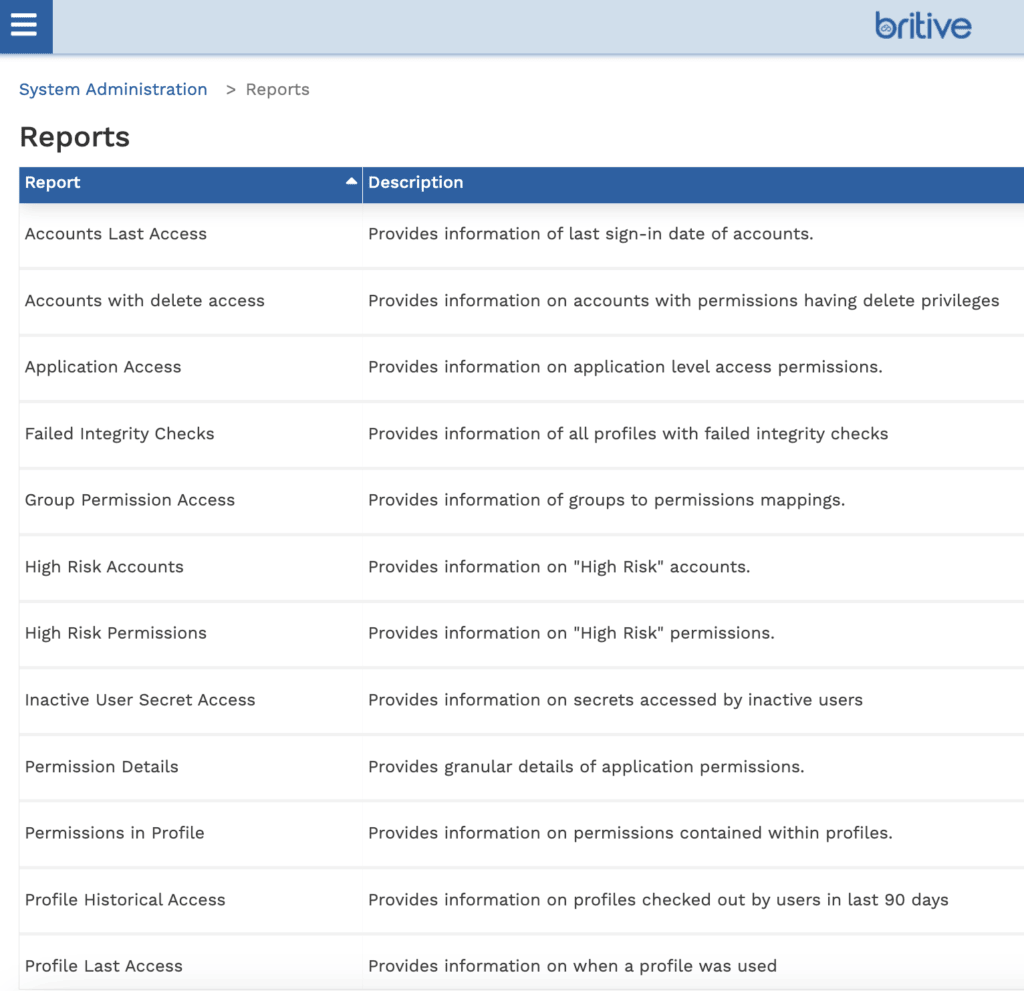 britive
System Administration > Reports
Reports
Report Description
Accounts Last Access Provides information of last sign-in date of accounts.
Accounts with delete access Provides information on accounts with permissions having delete privileges
Application Access Provides information on application level access permissions.
Failed Integrity Checks Provides information of all profiles with failed integrity checks
Group Permission Access Provides information of groups to permissions mappings.
High Risk Accounts Provides information on "High Risk" accounts.
High Risk Permissions Provides information on "High Risk" permissions.
Inactive User Secret Access Provides information on secrets accessed by inactive users
Permission Details Provides granular details of application permissions.
Permissions in Profile Provides information on permissions contained within profiles.
Profile Historical Access Provides information on profiles checked out by users in last 90 days
Profile Last Access Provides information on when a profile was used